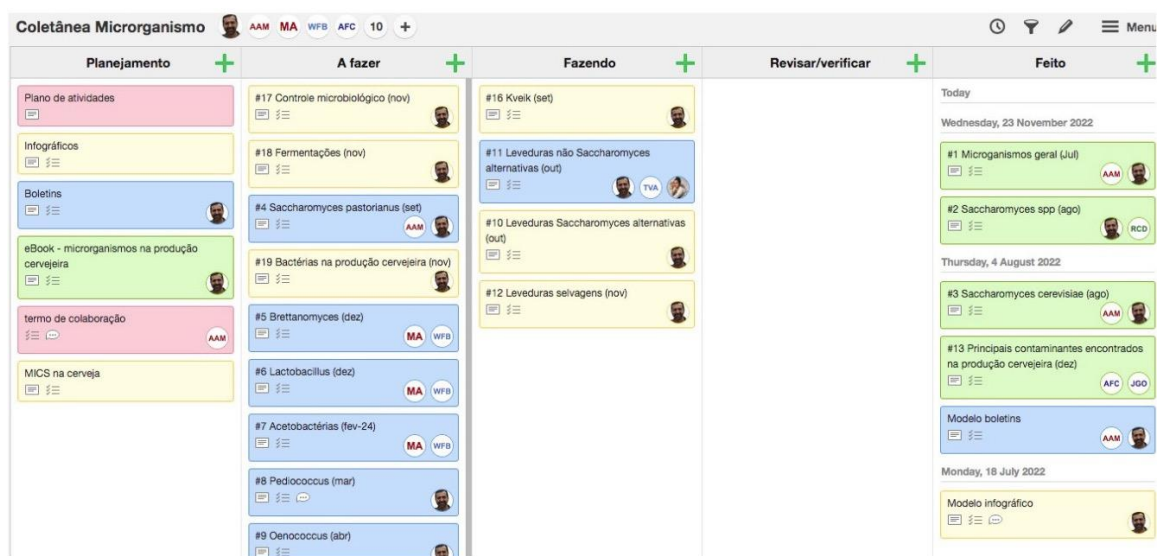 Coletânea Microrganismo AAM MA WFB AFC 10 +
Menu
Planejamento
A fazer
Fazendo
Revisar/verificar
Feito
Plano de atividades
Infográficos
Boletins
eBook - microrganismos na produção
cervejeira
termo de colaboração
AAM
MICS na cerveja
#17 Controle microbiológico (nov)
#18 Fermentações (nov)
#4 Saccharomyces pastorianus (set)
AAM
#19 Bactérias na produção cervejeira (nov)
#5 Brettanomyces (dez)
MA WFB
#6 Lactobacillus (dez)
MA WFB
#7 Acetobactérias (fev-24)
MA WFB
#8 Pediococcus (mar)
#9 Oenococcus (abr)
#16 Kveik (set)
#11 Leveduras não Saccharomyces
alternativas (out)
TVA
#10 Leveduras Saccharomyces alternativas
(out)
#12 Leveduras selvagens (nov)
Today
Wednesday, 23 November 2022
#1 Microganismos geral (Jul)
AAM
#2 Saccharomyces spp (ago)
RCD
Thursday, 4 August 2022
#3 Saccharomyces cerevisiae (ago)
AAM
#13 Principais contaminantes encontrados
na produção cervejeira (dez)
AFC JGO
Modelo boletins
AAM
Monday, 18 July 2022
Modelo infográfico